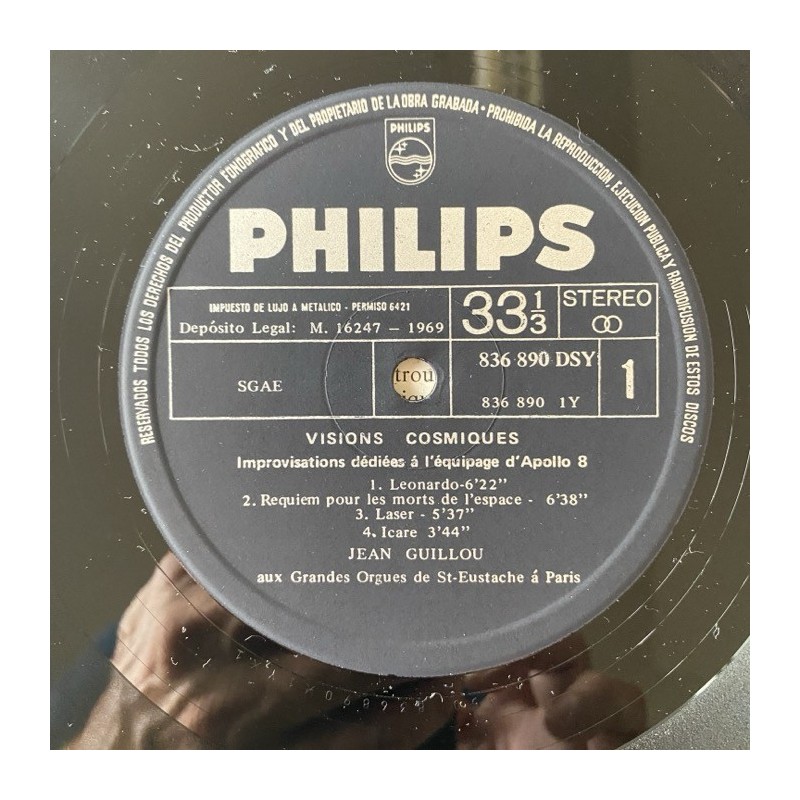 RESERVADOS TODOS LOS DERECHOS DEL PRODUCTOR FONOGRAFICO Y DEL PROPIETARIO DE LA OBRA GRABADA • PROHIBIDA LA REPRODUCCION, EJECUCION PUBLICA Y RADIODIFUSION DE ESTOS DISCOS
PHILIPS
PHILIPS
IMPUESTO DE LUJO A METALICO - PERMISO 6421
Depósito Legal: M. 16247 - 1969
33 1/3
STEREO
SGAE
trou
836 890 DSY
836 890 1Y
1
VISIONS COSMIQUES
Improvisations dédiées á l'équipage d'Apollo 8
1. Leonardo-6'22"
2. Requiem pour les morts de l'espace - 6'38"
3. Laser - 5'37"
4. Icare 3'44"
JEAN GUILLOU
aux Grandes Orgues de St-Eustache á Paris